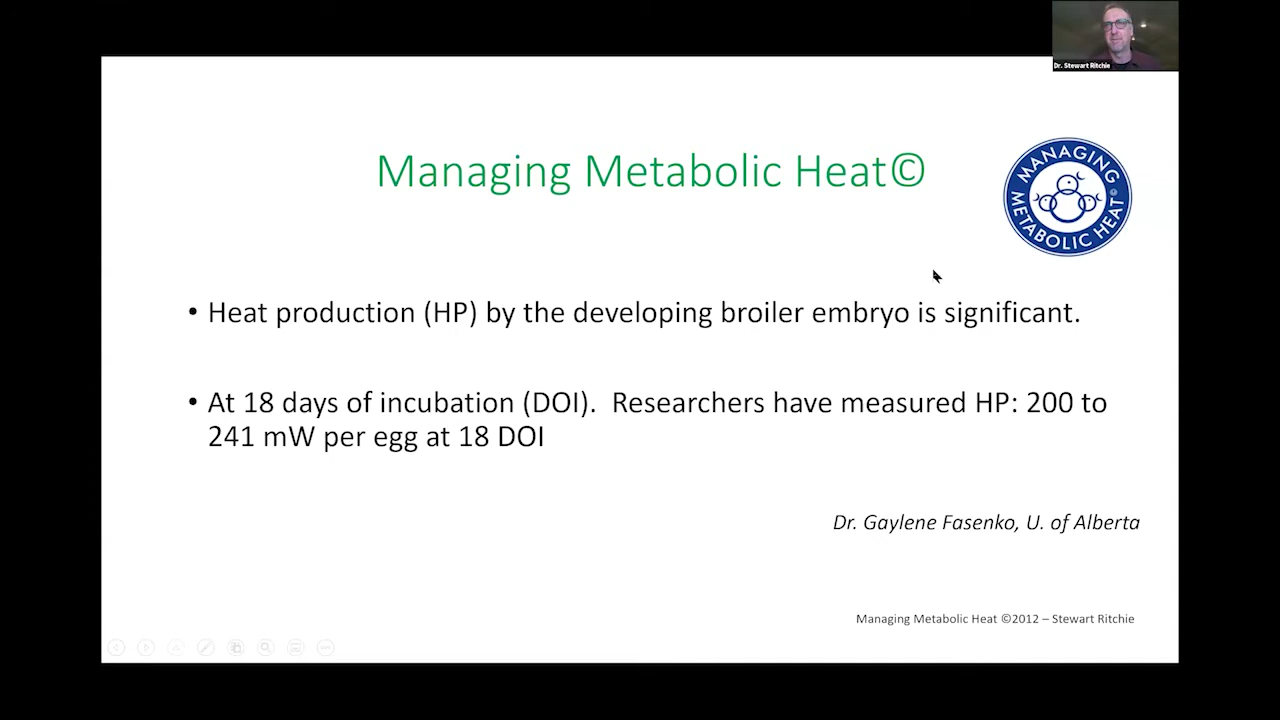 Dr. Stewart Ritchie
Managing Metabolic Heat©
MANAGING
METABOLIC HEAT
©
• Heat production (HP) by the developing broiler embryo is significant.
• At 18 days of incubation (DOI).  Researchers have measured HP: 200 to
241 mW per egg at 18 DOI
Dr. Gaylene Fasenko, U. of Alberta
Managing Metabolic Heat ©2012 – Stewart Ritchie